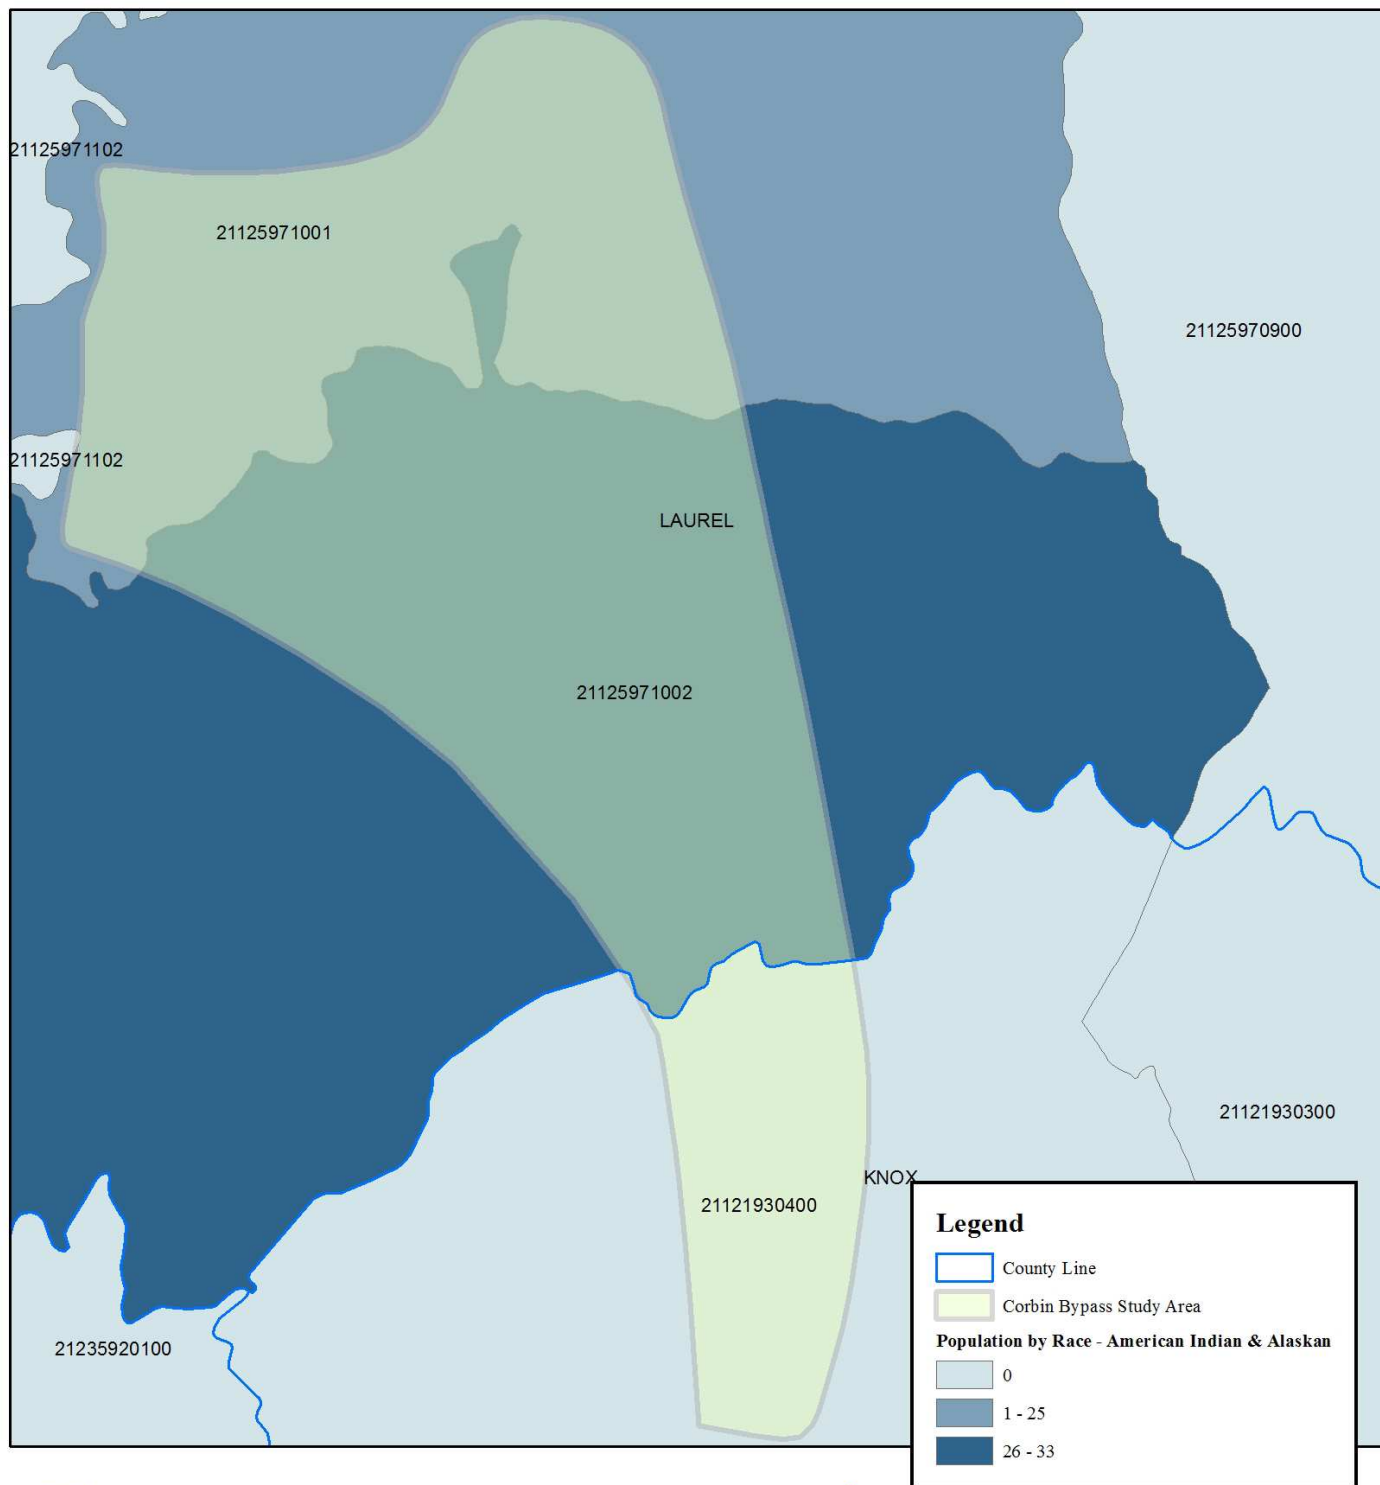 21125971102
21125971001
21125970900
21125971102
LAUREL
21125971002
21121930300
KNOX
21121930400
21235920100
Legend
County Line
Corbin Bypass Study Area
Population by Race - American Indian & Alaskan
0
1 - 25
26 - 33